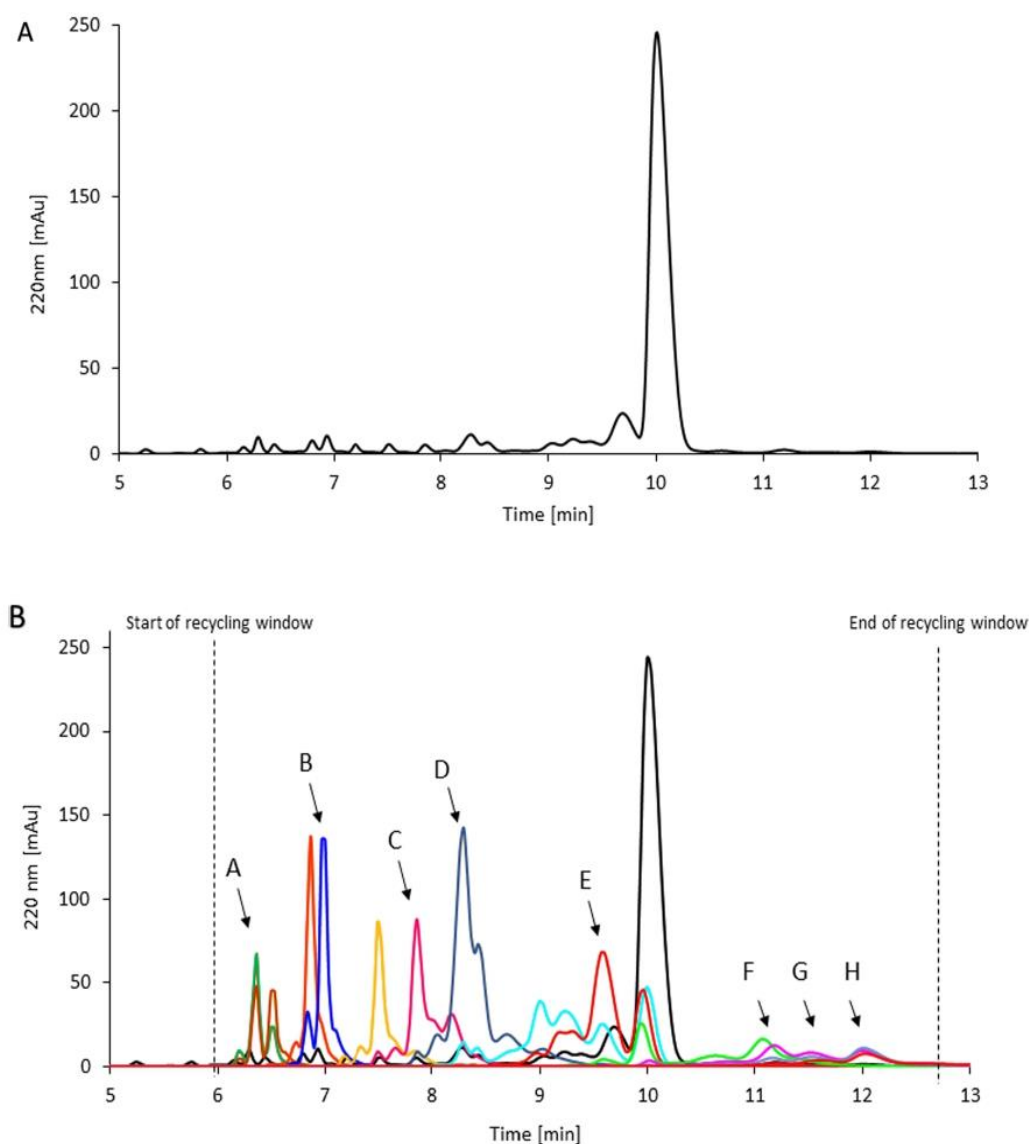 A
250
200
150
100
50
0
220nm [mAu]
5 6 7 8 9 10 11 12 13
Time [min]
B
Start of recycling window End of recycling window
250
200
150
100
50
0
220 nm [mAu]
A B C D E F G H
5 6 7 8 9 10 11 12 13
Time [min]